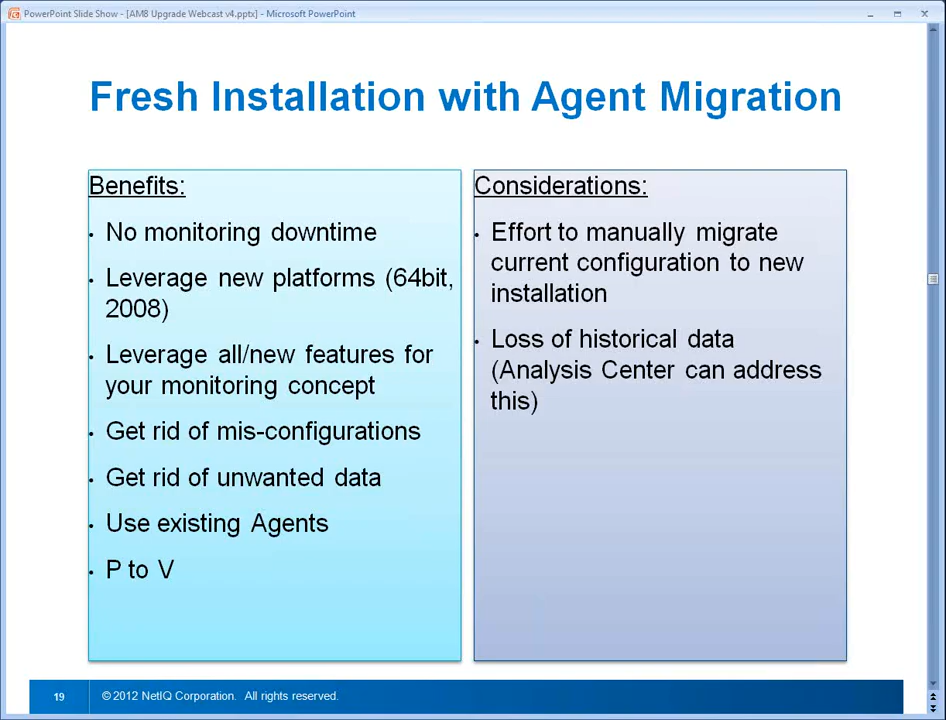 PowerPoint Slide Show - [AM8 Upgrade Webcast v4.pptx] - Microsoft PowerPoint
Fresh Installation with Agent Migration
Benefits:
• No monitoring downtime
• Leverage new platforms (64bit,
2008)
• Leverage all/new features for
your monitoring concept
• Get rid of mis-configurations
• Get rid of unwanted data
• Use existing Agents
• P to V
Considerations:
• Effort to manually migrate
current configuration to new
installation
• Loss of historical data
(Analysis Center can address
this)
19 © 2012 NetIQ Corporation. All rights reserved.